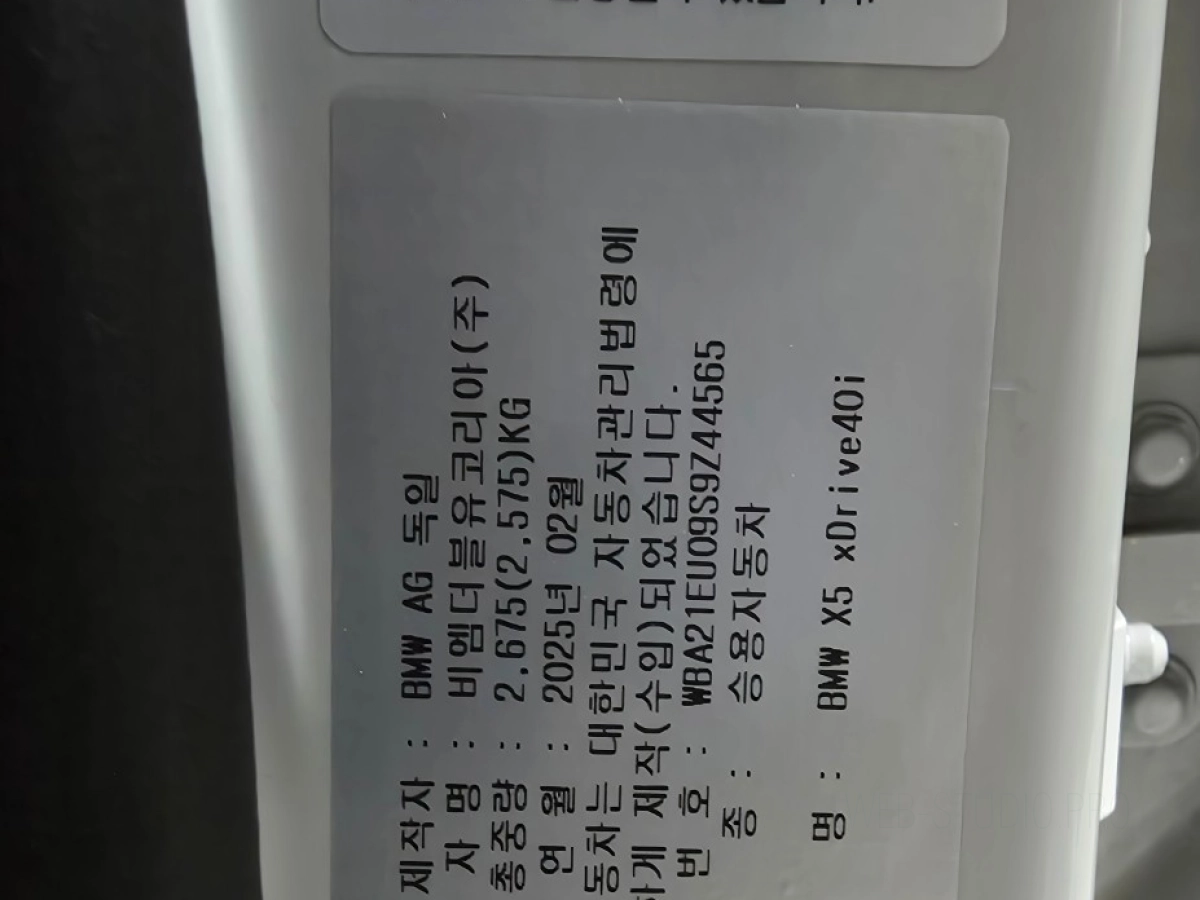 제작자 : BMW AG 독일
자 명 : 비엠더블유코리아(주)
총중량 : 2.675(2,575)KG
연 월 : 2025년 02월
동차는 대한민국 자동차관리법령에
하게 제작(수입)되었습니다.
번 호 : WBA21EU09S9Z44565
종 : 승용자동차
명 : BMW X5 xDrive40i